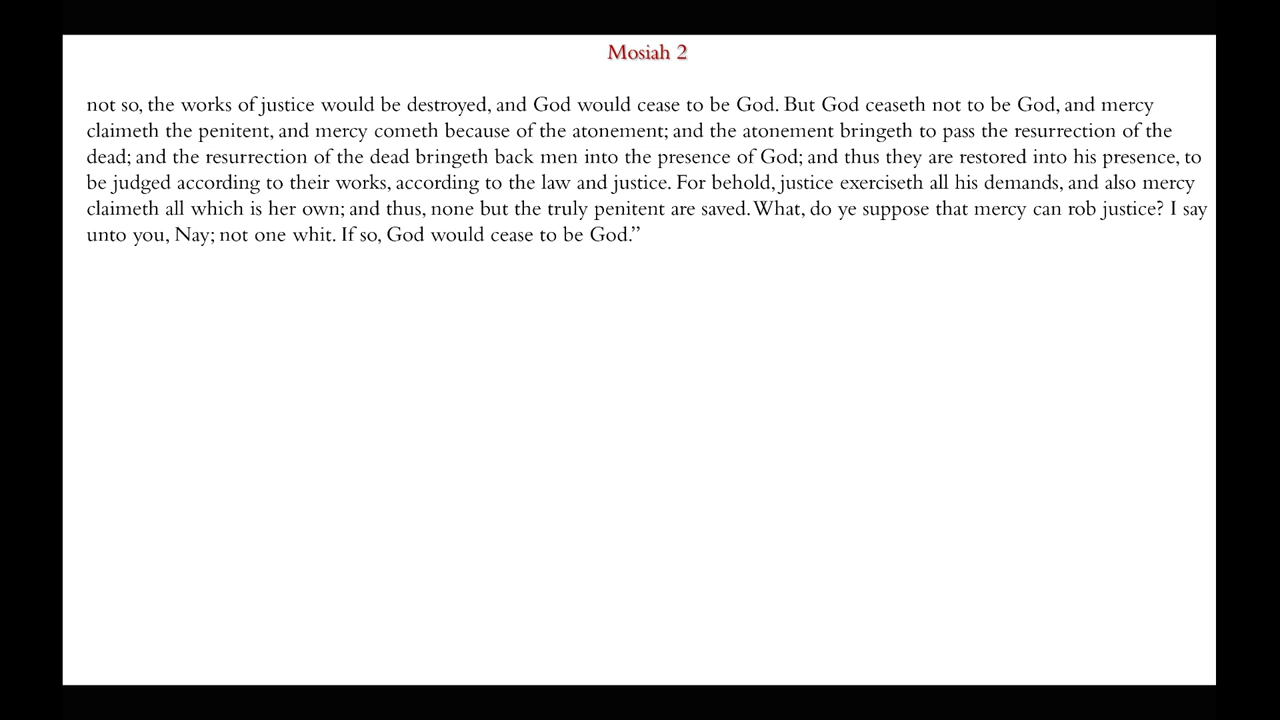 Mosiah 2
not so, the works of justice would be destroyed, and God would cease to be God. But God ceaseth not to be God, and mercy
claimeth the penitent, and mercy cometh because of the atonement; and the atonement bringeth to pass the resurrection of the
dead; and the resurrection of the dead bringeth back men into the presence of God; and thus they are restored into his presence, to
be judged according to their works, according to the law and justice. For behold, justice exerciseth all his demands, and also mercy
claimeth all which is her own; and thus, none but the truly penitent are saved. What, do ye suppose that mercy can rob justice? I say
unto you, Nay; not one whit. If so, God would cease to be God.”